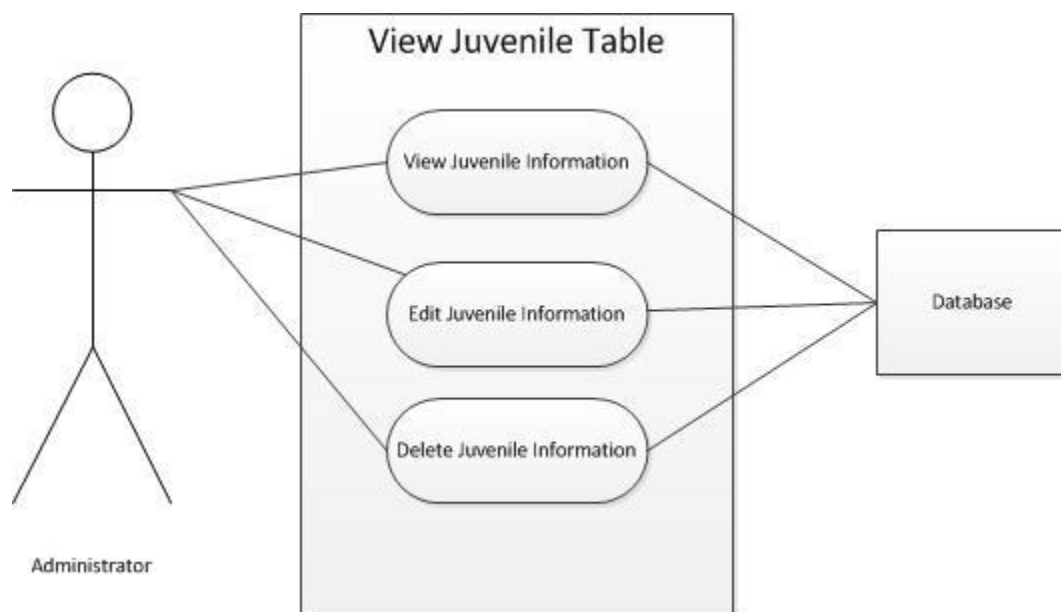 View Juvenile Table
View Juvenile Information
Edit Juvenile Information
Database
Delete Juvenile Information
Administrator